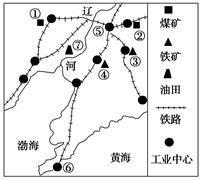 ① 辽 ⑤ ②
⑦ ③
河 ④
渤海 黄海
⑥
煤矿
铁矿
油田
铁路
工业中心